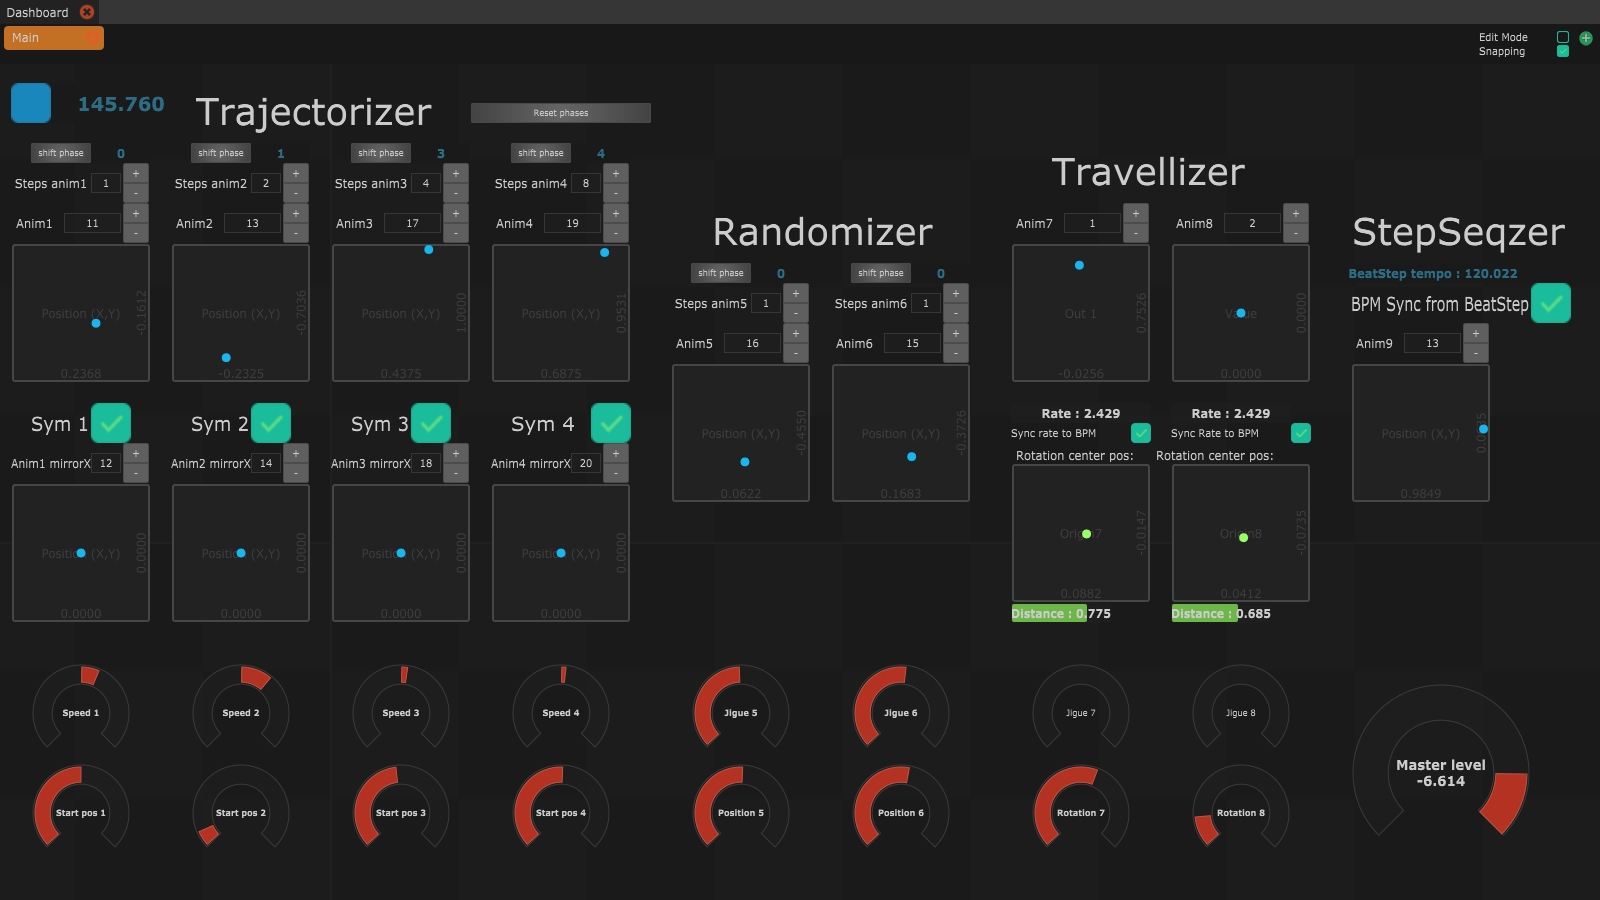 Dashboard
Main
Edit Mode
Snapping
145.760
Trajectorizer
Reset phases
shift phase 0
shift phase 1
shift phase 3
shift phase 4
Steps anim1 1 + -
Steps anim2 2 + -
Steps anim3 4 + -
Steps anim4 8 + -
Anim1 11 + -
Anim2 13 + -
Anim3 17 + -
Anim4 19 + -
Position (X,Y) -0.1612 0.2368
Position (X,Y) -0.7036 -0.2325
Position (X,Y) 1.0000 0.4375
Position (X,Y) 0.9531 0.6875
Sym 1
Sym 2
Sym 3
Sym 4
Anim1 mirrorX 12 + -
Anim2 mirrorX 14 + -
Anim3 mirrorX 18 + -
Anim4 mirrorX 20 + -
Position (X,Y) 0.0000 0.0000
Position (X,Y) 0.0000 0.0000
Position (X,Y) 0.0000 0.0000
Position (X,Y) 0.0000 0.0000
Randomizer
shift phase 0
shift phase 0
Steps anim5 1 + -
Steps anim6 1 + -
Anim5 16 + -
Anim6 15 + -
Position (X,Y) -0.4550 0.0622
Position (X,Y) -0.3726 0.1683
Travellizer
Anim7 1 + -
Anim8 2 + -
Out 1 0.7526 -0.0256
Value 0.0000 0.0000
Rate : 2.429
Rate : 2.429
Sync rate to BPM
Sync Rate to BPM
Rotation center pos:
Rotation center pos:
Origin7 -0.0147 0.0882
Origin8 -0.0735 0.0412
Distance : 0.775
Distance : 0.685
StepSeqzer
BeatStep tempo : 120.022
BPM Sync from BeatStep
Anim9 13 + -
Position (X,Y) 0.9849
Speed 1
Speed 2
Speed 3
Speed 4
Jigue 5
Jigue 6
Jigue 7
Jigue 8
Start pos 1
Start pos 2
Start pos 3
Start pos 4
Position 5
Position 6
Rotation 7
Rotation 8
Master level
-6.614